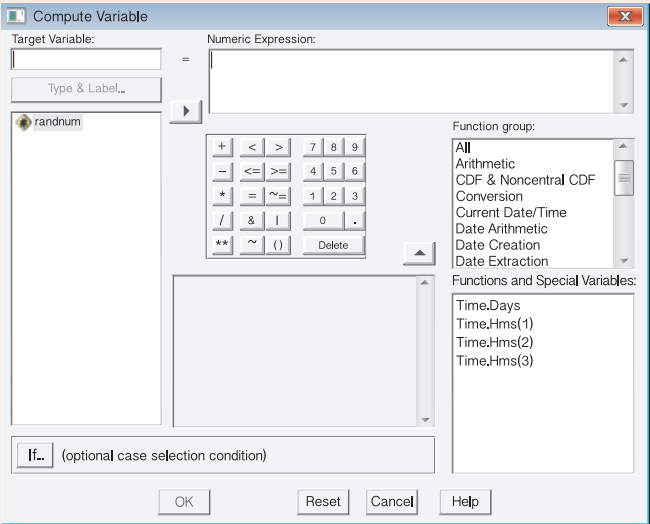 Compute Variable
Target Variable:
Numeric Expression:
=
Type & Label...
randnum
+ < > 7 8 9
- <= >= 4 5 6
* = ~= 1 2 3
/ & | 0 .
** ~ () Delete
Function group:
All
Arithmetic
CDF & Noncentral CDF
Conversion
Current Date/Time
Date Arithmetic
Date Creation
Date Extraction
Functions and Special Variables:
Time.Days
Time.Hms(1)
Time.Hms(2)
Time.Hms(3)
If... (optional case selection condition)
OK Reset Cancel Help